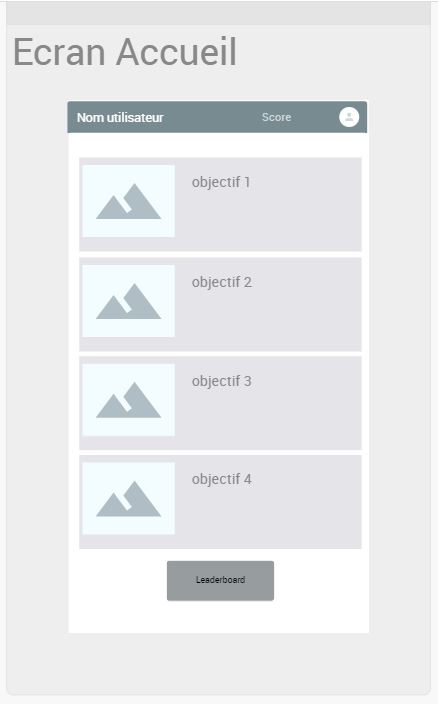 Ecran Accueil
Nom utilisateur Score
objectif 1
objectif 2
objectif 3
objectif 4
Leaderboard